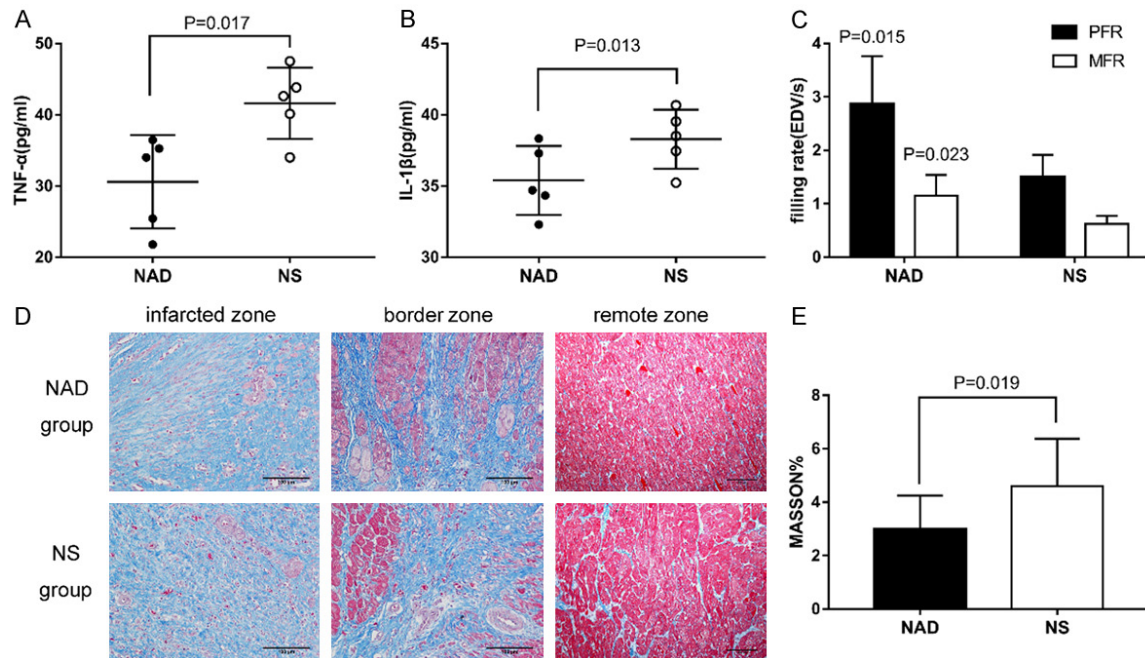 A
P=0.017
TNF-α(pg/ml)
50
40
30
20
NAD
NS
B
P=0.013
IL-1β(pg/ml)
45
40
35
30
NAD
NS
C
PFR
MFR
P=0.015
P=0.023
filling rate(EDV/s)
4
3
2
1
0
NAD
NS
D
infarcted zone
border zone
remote zone
NAD
group
NS
group
E
P=0.019
MASSON%
8
6
4
2
0
NAD
NS